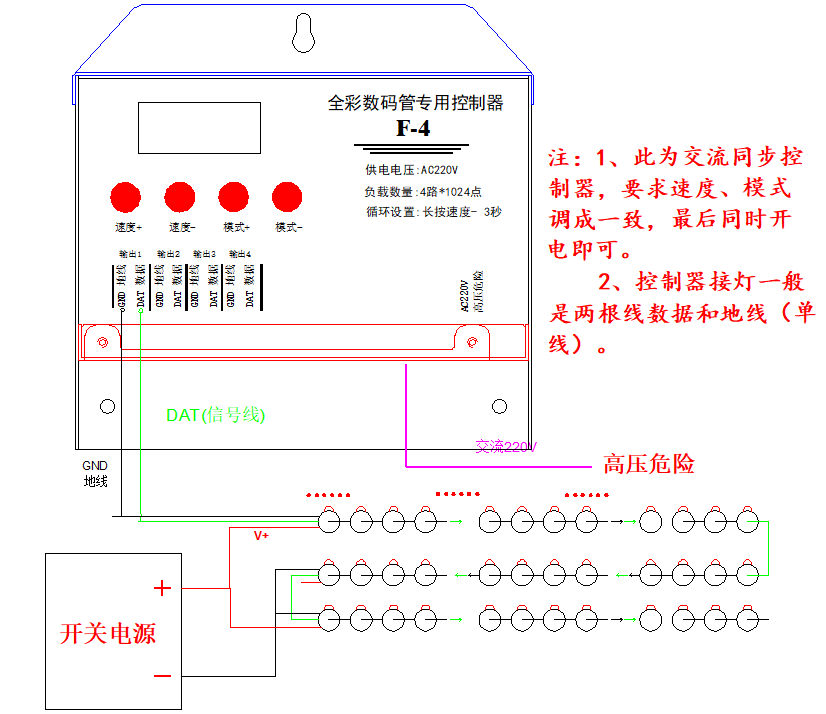 全彩数码管专用控制器
F-4
供电电压:AC220V
负载数量:4路*1024点
循环设置:长按速度- 3秒
速度+ 速度- 模式+ 模式-
输出1 输出2 输出3 输出4
GND 地线 DAT 数据 GND 地线 DAT 数据 GND 地线 DAT 数据 GND 地线 DAT 数据
AC220V
高压危险
注：1、此为交流同步控
制器，要求速度、模式
调成一致，最后同时开
电即可。
2、控制器接灯一般
是两根线数据和地线（单
线）。
DAT(信号线)
交流220V
高压危险
GND
地线
V+
+
开关电源
-